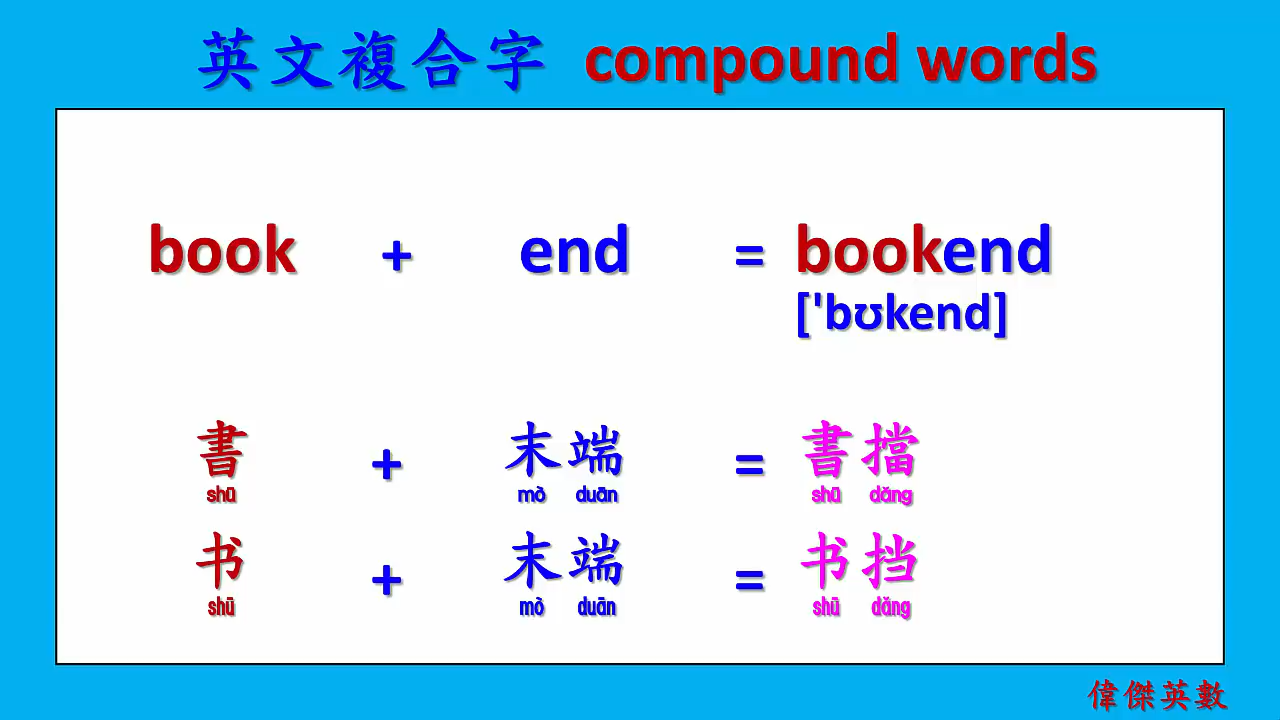 英文複合字 compound words
book + end = bookend
['bʊkend]
書 + 末端 = 書擋
shū mò duān shū dǎng
书 + 末端 = 书挡
shū mò duān shū dǎng
偉傑英數